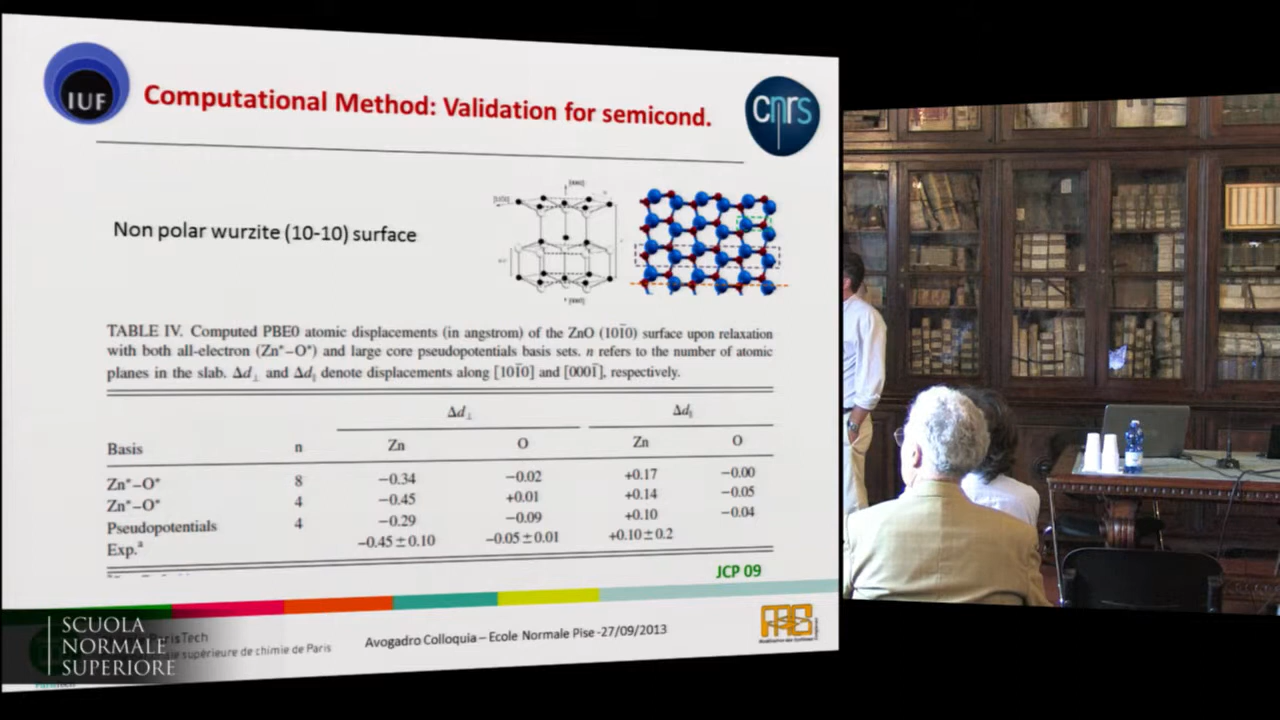 IUF
Computational Method: Validation for semicond.
cnrs
Non polar wurzite (10-10) surface
TABLE IV. Computed PBE0 atomic displacements (in angstrom) of the ZnO (101̅0) surface upon relaxation
with both all-electron (Zn*–O*) and large core pseudopotentials basis sets. n refers to the number of atomic
planes in the slab. Δd⊥ and Δd∥ denote displacements along [101̅0] and [0001̅], respectively.
Δd⊥ Δd∥
Basis n Zn O Zn O
Zn*–O* 8 −0.34 −0.02 +0.17 −0.00
Zn*–O* 4 −0.45 +0.01 +0.14 −0.05
Pseudopotentials 4 −0.29 −0.09 +0.10 −0.04
Exp.a −0.45±0.10 −0.05±0.01 +0.10±0.2
JCP 09
ParisTech
supérieure de chimie de Paris
Avogadro Colloquia – Ecole Normale Pise -27/09/2013
SCUOLA
NORMALE
SUPERIORE